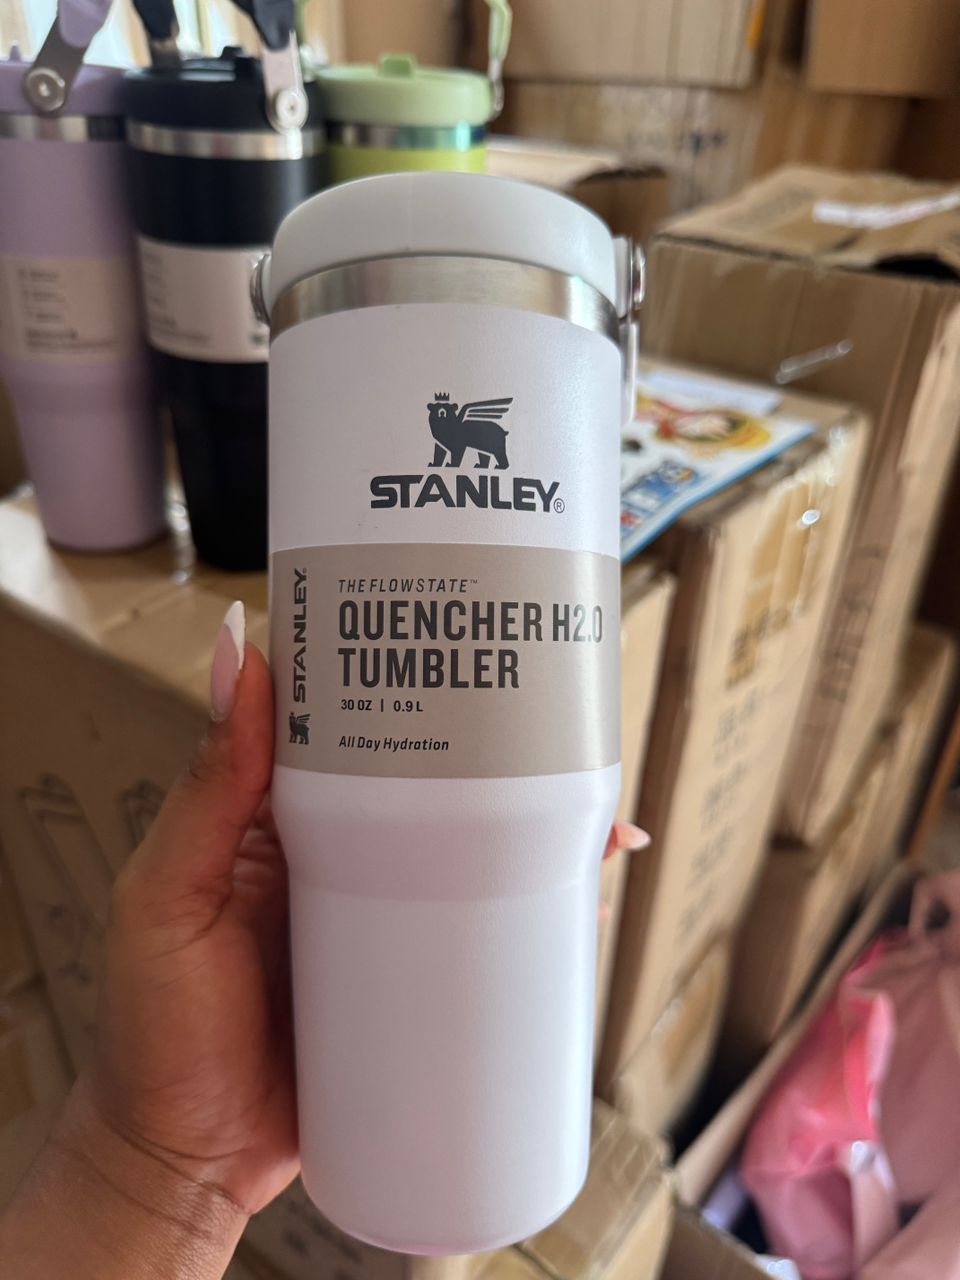 STANLEY®
STANLEY®
THE FLOWSTATE™
QUENCHER H2.0
TUMBLER
30 OZ | 0.9 L
All Day Hydration